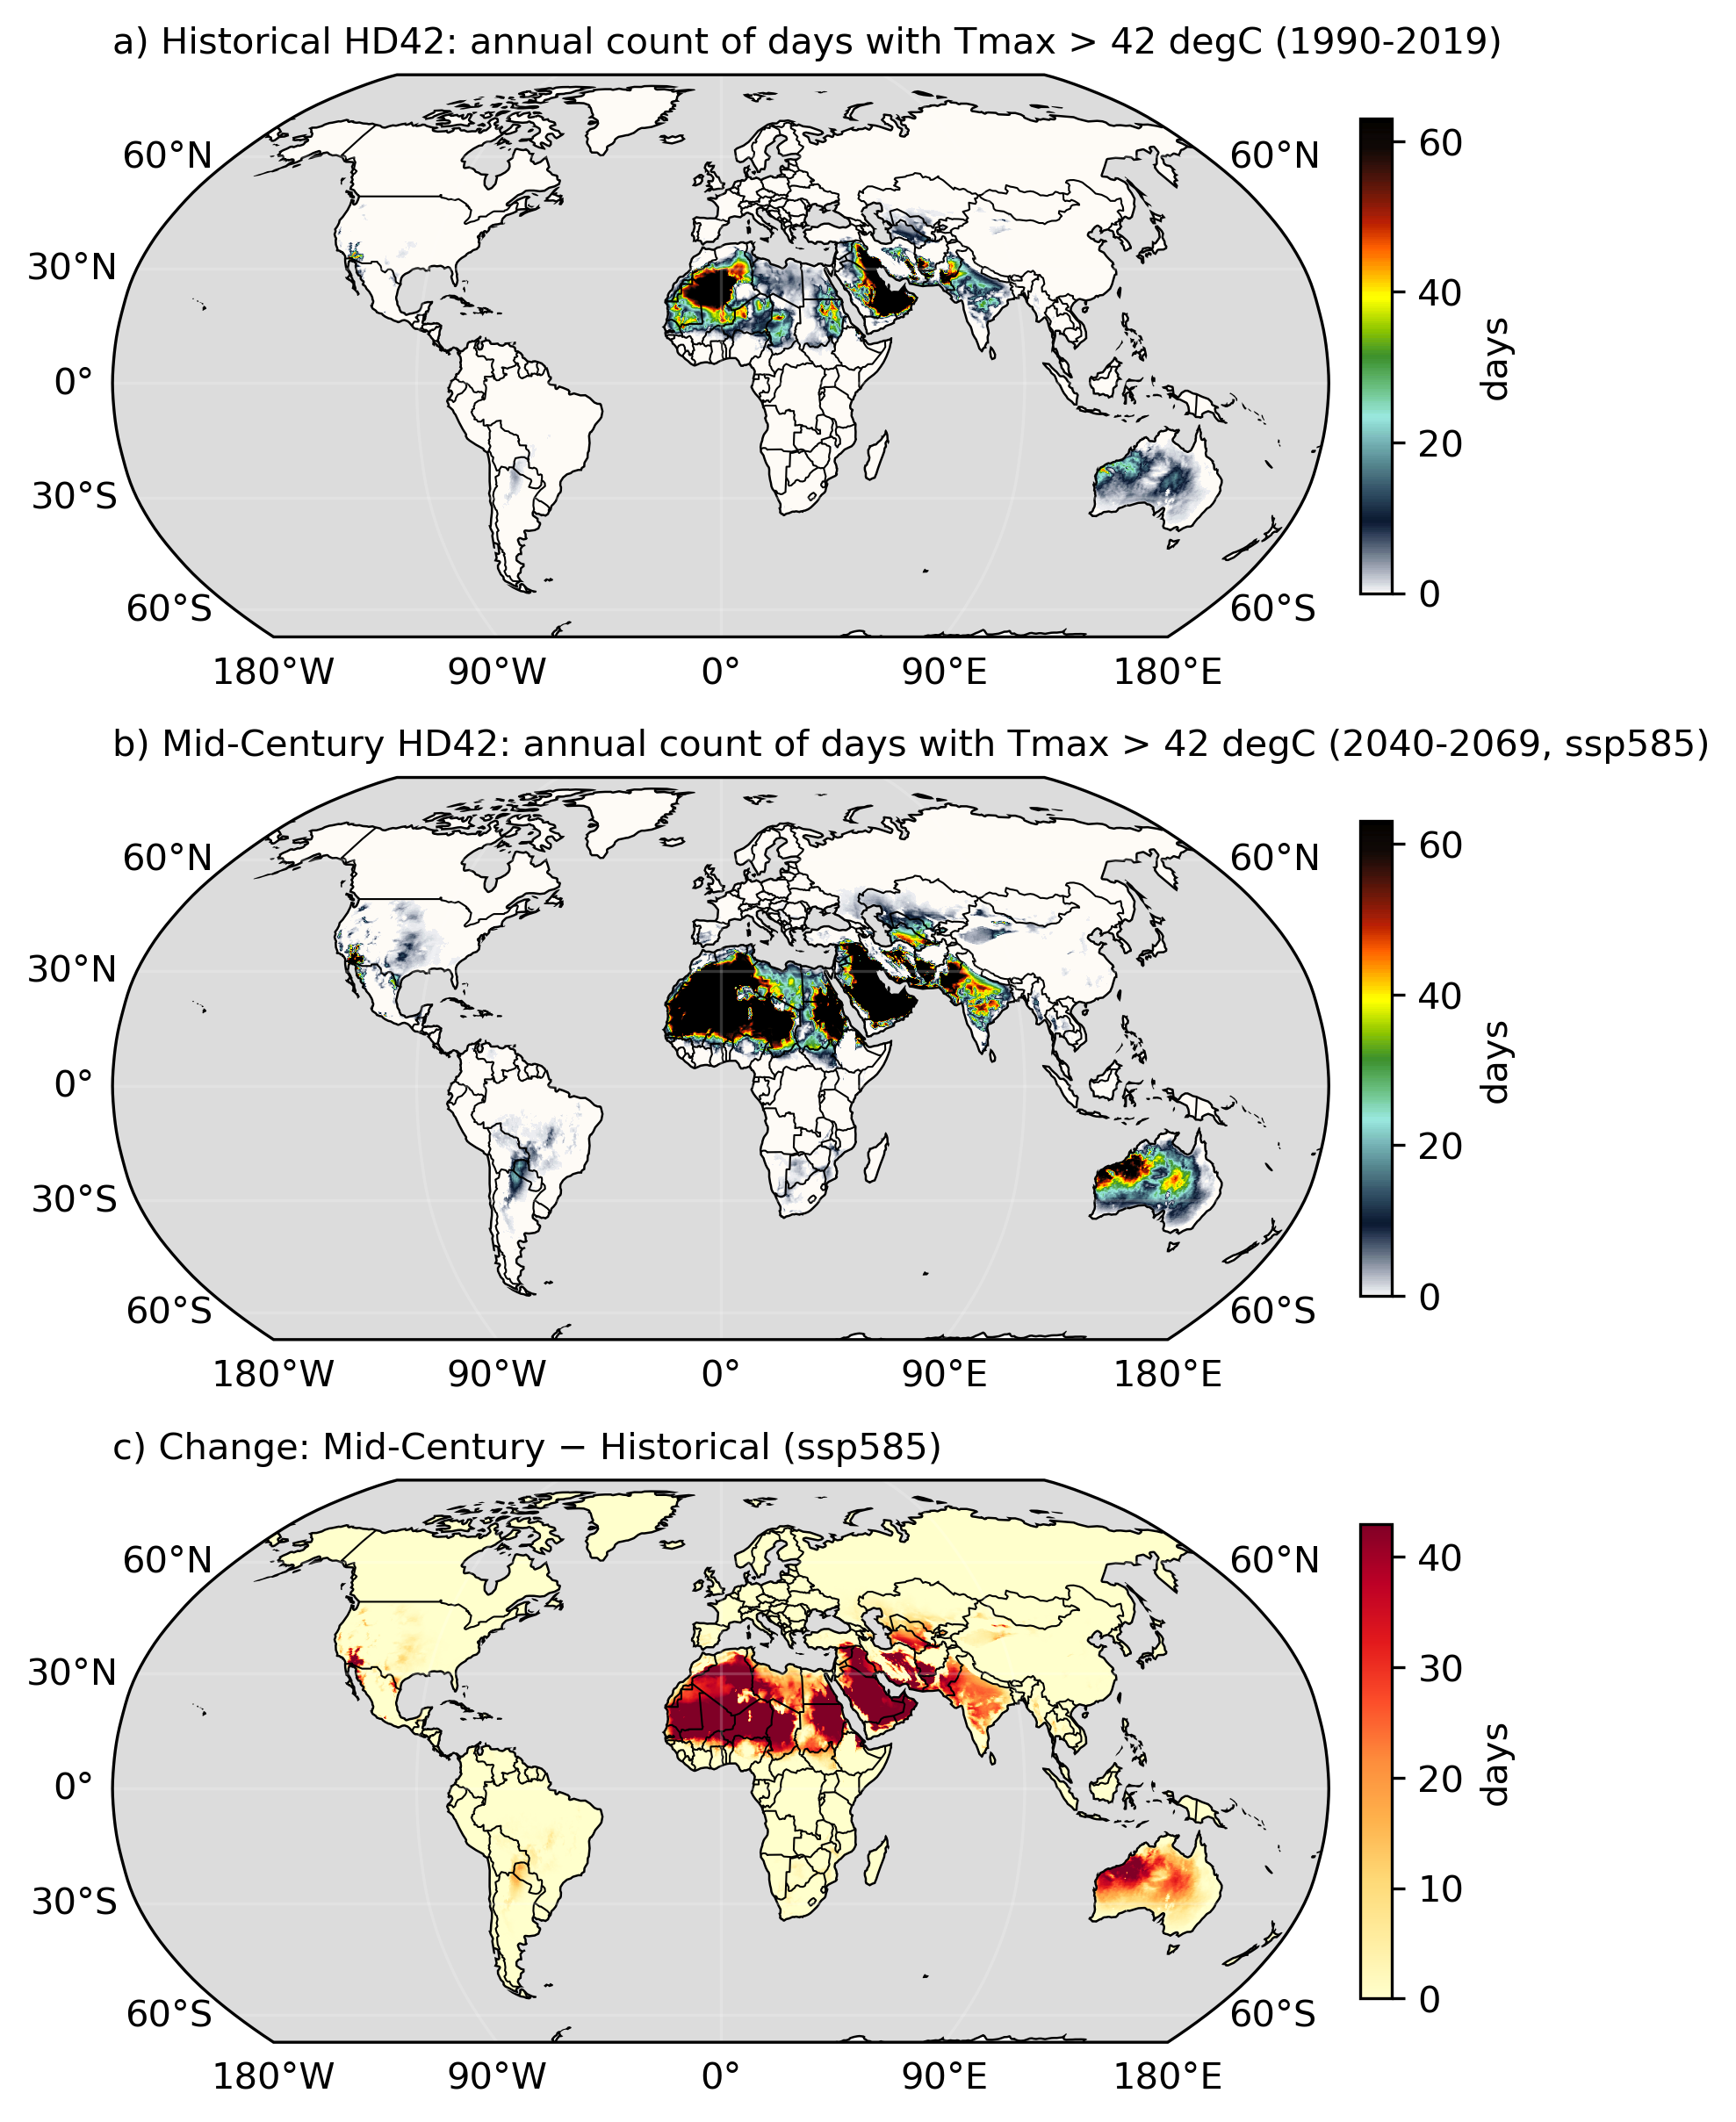 a) Historical HD42: annual count of days with Tmax > 42 degC (1990-2019)
60°N
60°N
60
30°N
40
days
0°
20
30°S
0
60°S
60°S
180°W 90°W 0° 90°E 180°E
b) Mid-Century HD42: annual count of days with Tmax > 42 degC (2040-2069, ssp585)
60°N
60°N
60
30°N
40
days
0°
20
30°S
0
60°S
60°S
180°W 90°W 0° 90°E 180°E
c) Change: Mid-Century − Historical (ssp585)
60°N
60°N
40
30°N
30
days
0°
20
30°S
10
0
60°S
60°S
180°W 90°W 0° 90°E 180°E